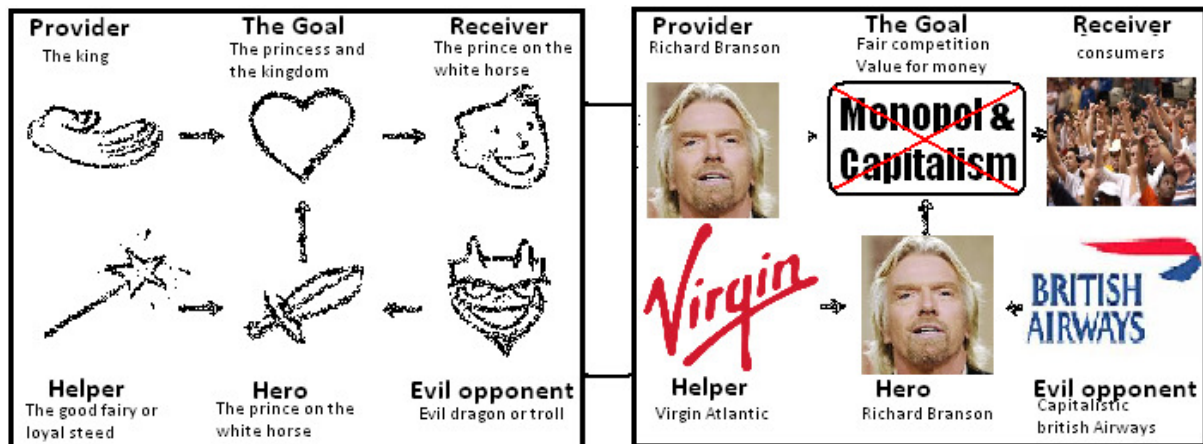 Provider
The king
The Goal
The princess and
the kingdom
Receiver
The prince on the
white horse
Helper
The good fairy or
loyal steed
Hero
The prince on the
white horse
Evil opponent
Evil dragon or troll
Provider
Richard Branson
The Goal
Fair competition
Value for money
Receiver
consumers
Monopol &
Capitalism
Virgin
BRITISH
AIRWAYS
Helper
Virgin Atlantic
Hero
Richard Branson
Evil opponent
Capitalistic
british Airways